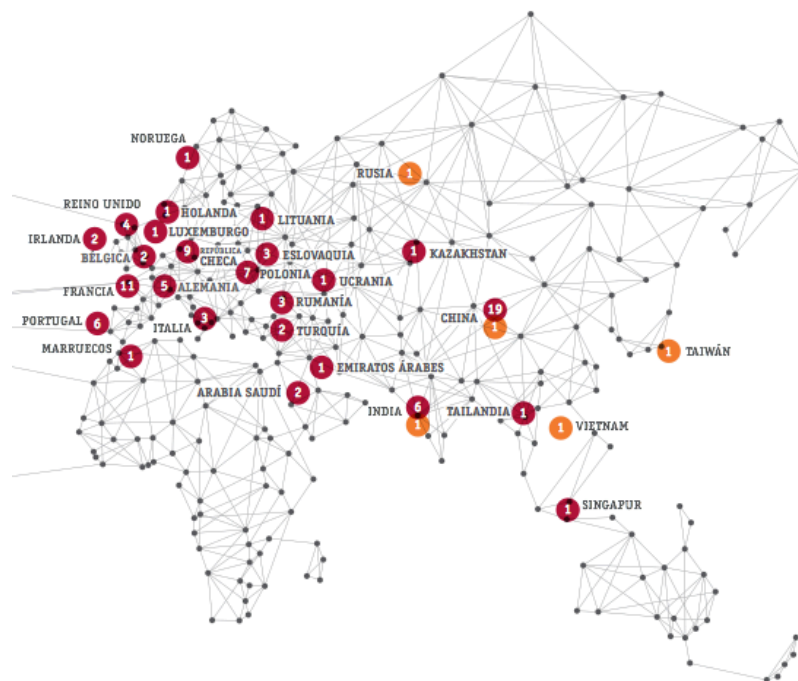 NORUEGA
1
RUSIA 1
REINO UNIDO
4
1 HOLANDA
1 LITUANIA
IRLANDA 2
1 LUXEMBURGO
BÉLGICA 2
9 REPÚBLICA
CHECA
3 ESLOVAQUIA
1 KAZAKHSTAN
7 POLONIA
1 UCRANIA
FRANCIA 11
5 ALEMANIA
3 RUMANÍA
PORTUGAL 6
ITALIA 3
2 TURQUÍA
CHINA 19
1
MARRUECOS 1
1 EMIRATOS ÁRABES
1 TAIWÁN
ARABIA SAUDÍ 2
INDIA 6
1
TAILANDIA 1
1 VIETNAM
1 SINGAPUR